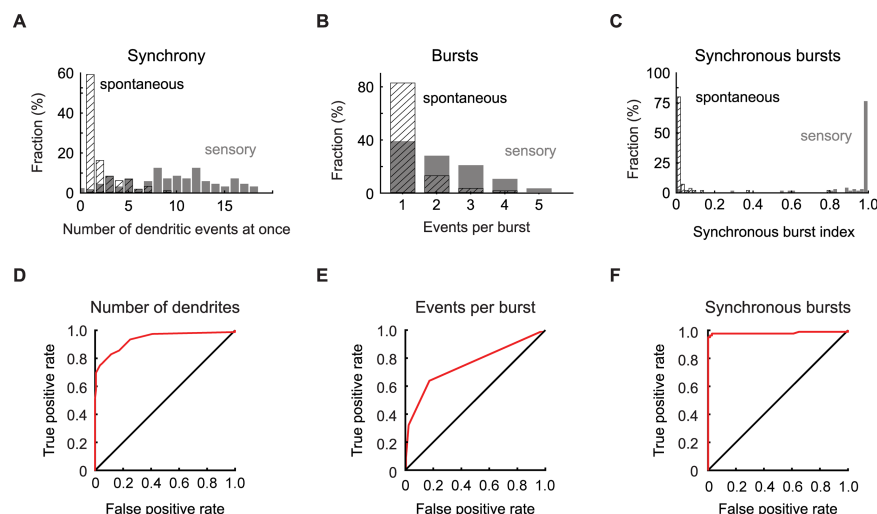 A
Synchrony
60
40
20
0
Fraction (%)
spontaneous
sensory
0 5 10 15
Number of dendritic events at once
B
Bursts
80
40
0
Fraction (%)
spontaneous
sensory
1 2 3 4 5
Events per burst
C
Synchronous bursts
100
75
50
25
0
Fraction (%)
spontaneous
sensory
0 0.2 0.4 0.6 0.8 1.0
Synchronous burst index
D
Number of dendrites
1.0
0.8
0.6
0.4
0.2
0
True positive rate
0 0.2 0.4 0.6 0.8 1.0
False positive rate
E
Events per burst
1.0
0.8
0.6
0.4
0.2
0
True positive rate
0 0.2 0.4 0.6 0.8 1.0
False positive rate
F
Synchronous bursts
1.0
0.8
0.6
0.4
0.2
0
True positive rate
0 0.2 0.4 0.6 0.8 1.0
False positive rate